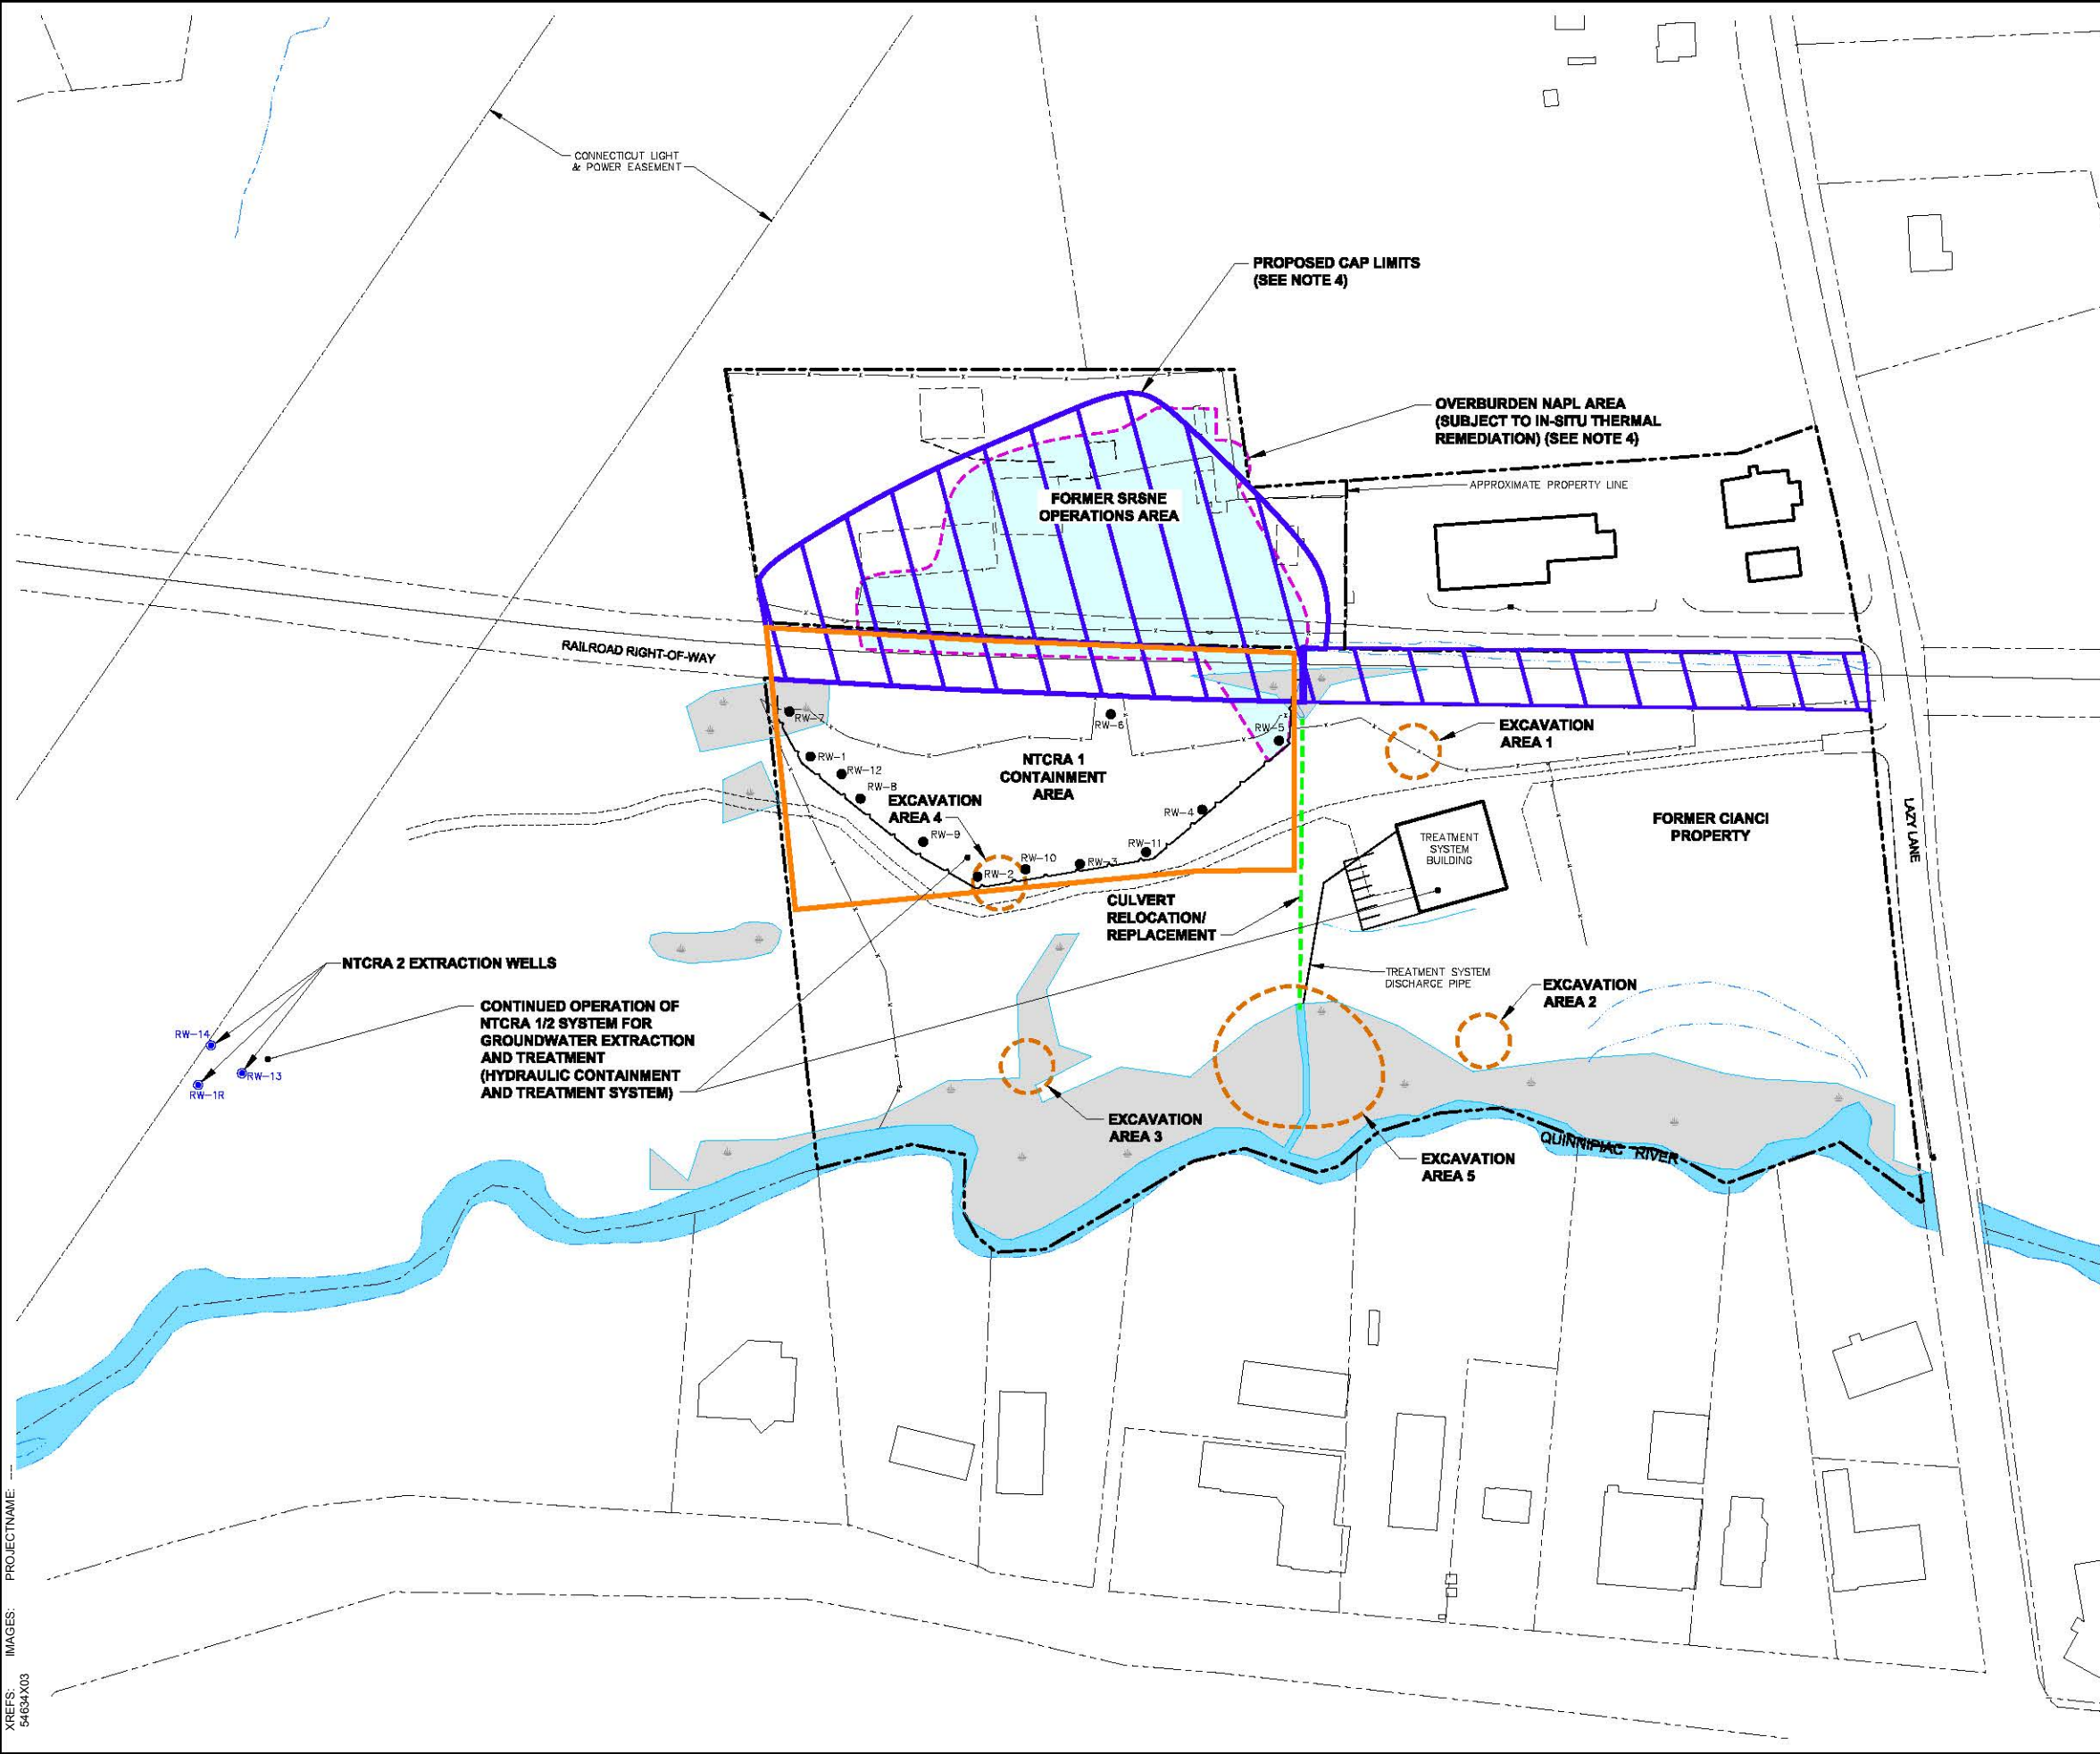 CONNECTICUT LIGHT
& POWER EASEMENT
PROPOSED CAP LIMITS
(SEE NOTE 4)
OVERBURDEN NAPL AREA
(SUBJECT TO IN-SITU THERMAL
REMEDIATION) (SEE NOTE 4)
APPROXIMATE PROPERTY LINE
FORMER SRSNE
OPERATIONS AREA
RAILROAD RIGHT-OF-WAY
RW-7
RW-6
RW-5
EXCAVATION
AREA 1
RW-1
RW-12
RW-8
NTCRA 1
CONTAINMENT
AREA
EXCAVATION
AREA 4
RW-4
RW-9
RW-11
RW-10
RW-3
RW-2
TREATMENT
SYSTEM
BUILDING
FORMER CIANCI
PROPERTY
LAZY LANE
CULVERT
RELOCATION/
REPLACEMENT
NTCRA 2 EXTRACTION WELLS
TREATMENT SYSTEM
DISCHARGE PIPE
EXCAVATION
AREA 2
CONTINUED OPERATION OF
NTCRA 1/2 SYSTEM FOR
GROUNDWATER EXTRACTION
AND TREATMENT
(HYDRAULIC CONTAINMENT
AND TREATMENT SYSTEM)
RW-14
RW-13
RW-1R
EXCAVATION
AREA 3
EXCAVATION
AREA 5
QUINNIPIAC RIVER
XREFS: IMAGES: PROJECTNAME: ---
54634X03